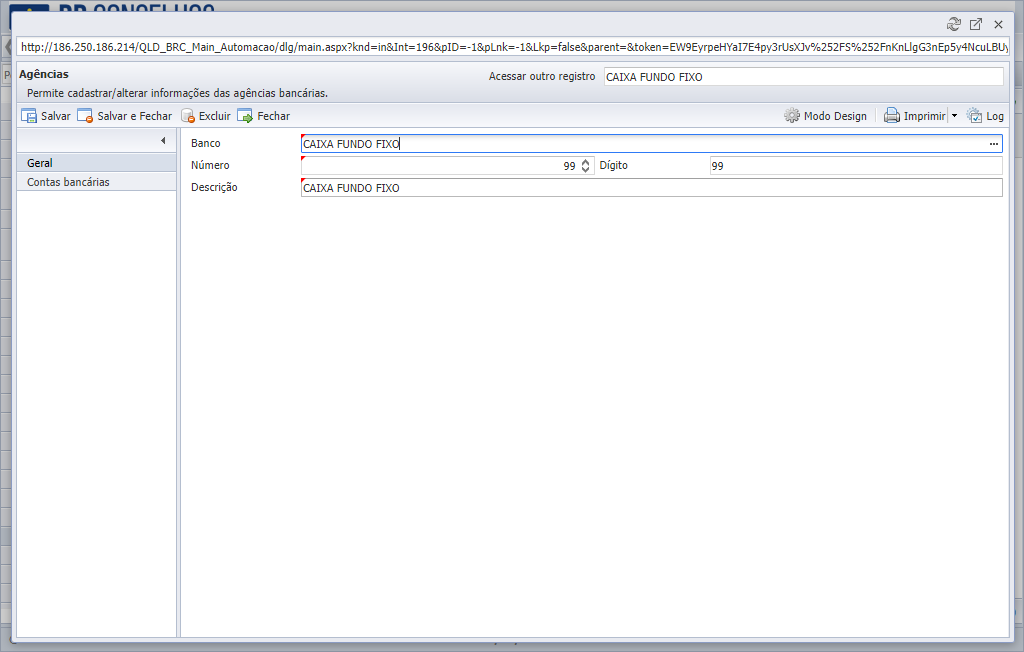 BR CONSELHOS
http://186.250.186.214/QLD_BRC_Main_Automacao/dlg/main.aspx?knd=in&Int=196&pID=-1&pLnk=-1&Lkp=false&parent=&token=EW9EyrpeHYaI7E4py3rUsXJv%252FS%252FnKnLlgG3nEp5y4NcuLBUy
Agências
Acessar outro registro CAIXA FUNDO FIXO
Permite cadastrar/alterar informações das agências bancárias.
Salvar Salvar e Fechar Excluir Fechar Modo Design Imprimir Log
Banco CAIXA FUNDO FIXO ...
Geral
Número 99 Dígito 99
Contas bancárias
Descrição CAIXA FUNDO FIXO